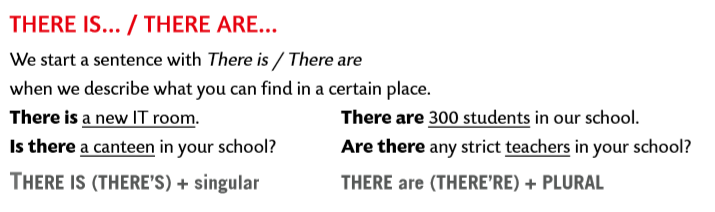 THERE IS... / THERE ARE...
We start a sentence with There is / There are
when we describe what you can find in a certain place.
There is a new IT room. There are 300 students in our school.
Is there a canteen in your school? Are there any strict teachers in your school?
THERE IS (THERE'S) + singular THERE are (THERE'RE) + PLURAL